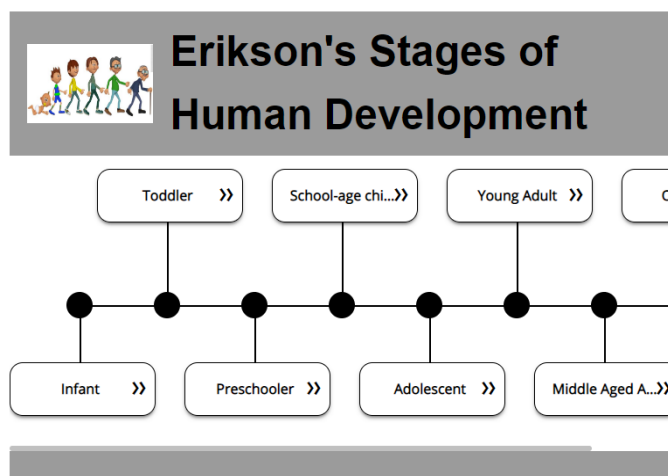 Erikson's Stages of
Human Development
Toddler »
School-age chi...»
Young Adult »
Infant »
Preschooler »
Adolescent »
Middle Aged A...»